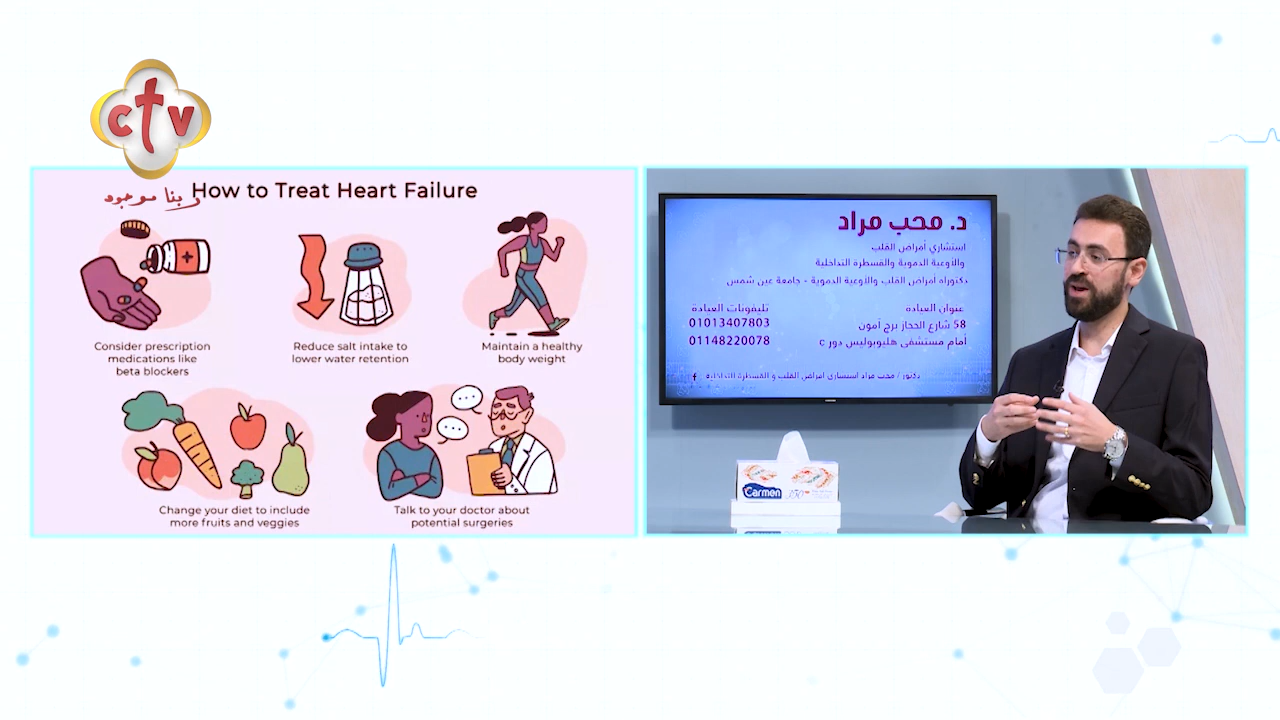 ctv
وبنا موجود
How to Treat Heart Failure
Consider prescription
medications like
beta blockers
Reduce salt intake to
lower water retention
Maintain a healthy
body weight
Change your diet to include
more fruits and veggies
Talk to your doctor about
potential surgeries
د. محب مراد
استشاري أمراض القلب
والأوعية الدموية والقسطرة التداخلية
دكتوراه أمراض القلب والأوعية الدموية - جامعة عين شمس
عنوان العيادة
58 شارع الحجاز برج آمون
أمام مستشفى هليوبوليس دور ٤
تليفونات العيادة
01013407803
01148220078
دكتور / محب مراد استشاري امراض القلب و القسطرة التداخلية
SAMSUNG
Carmen
350